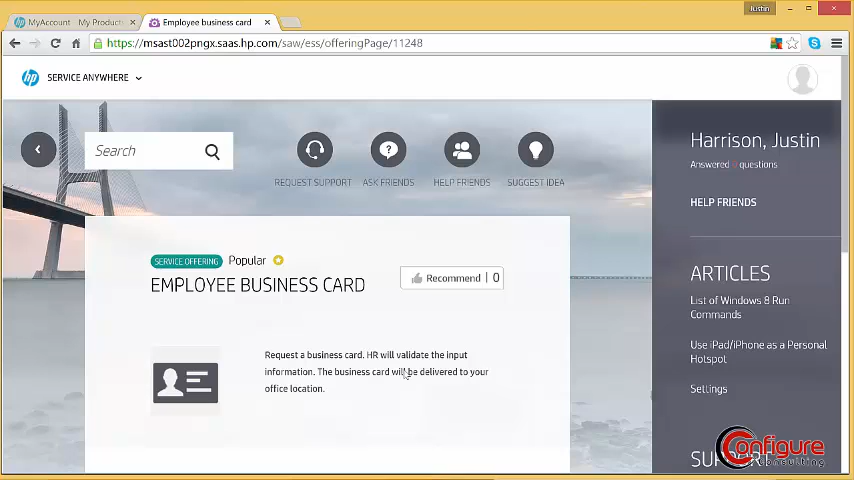 Justin
MyAccount My Product
Employee business card
https://msast002pngx.saas.hp.com/saw/ess/offeringPage/11248
hp SERVICE ANYWHERE
Search
REQUEST SUPPORT
ASK FRIENDS
HELP FRIENDS
SUGGEST IDEA
SERVICE OFFERING Popular
EMPLOYEE BUSINESS CARD
Recommend | 0
Request a business card. HR will validate the input
information. The business card will be delivered to your
office location.
Harrison, Justin
Answered 0 questions
HELP FRIENDS
ARTICLES
List of Windows 8 Run
Commands
Use iPad/iPhone as a Personal
Hotspot
Settings
Configure
Consulting